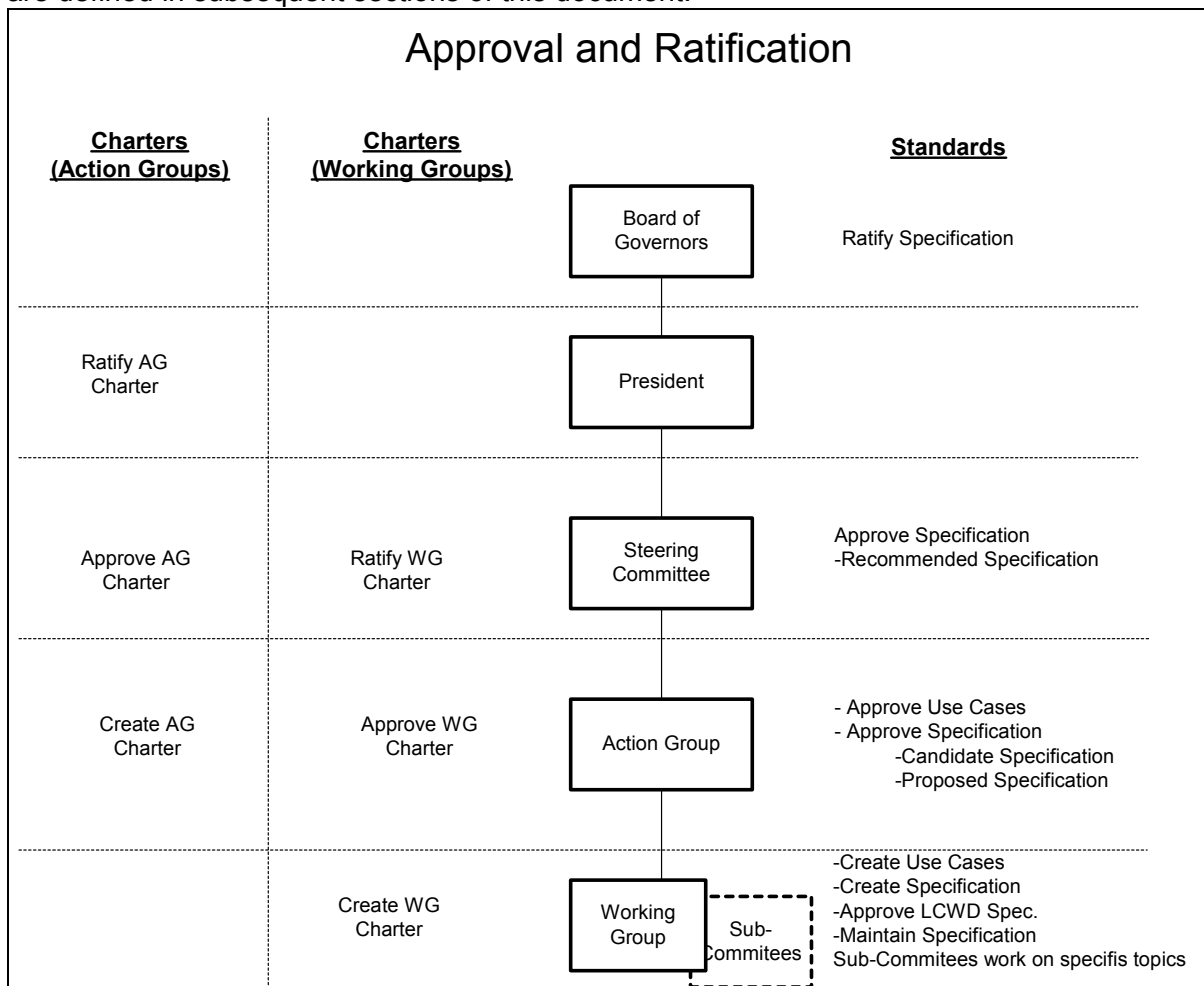 are defined in subsequent sections of this document.
Approval and Ratification
Charters
(Action Groups)
Charters
(Working Groups)
Standards
Board of
Governors
Ratify Specification
Ratify AG
Charter
President
Approve AG
Charter
Ratify WG
Charter
Steering
Committee
Approve Specification
-Recommended Specification
Create AG
Charter
Approve WG
Charter
Action Group
- Approve Use Cases
- Approve Specification
-Candidate Specification
-Proposed Specification
Create WG
Charter
Working
Group
Sub-
Commitees
-Create Use Cases
-Create Specification
-Approve LCWD Spec.
-Maintain Specification
Sub-Commitees work on specifis topics